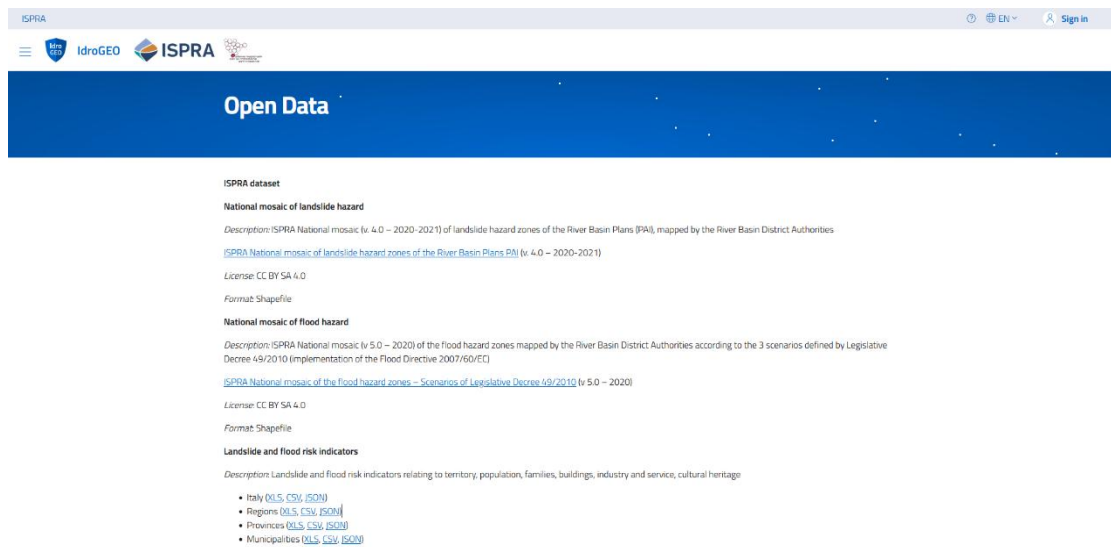 ISPRA
EN
Sign in
Idro
GEO
IdroGEO
ISPRA
Open Data
ISPRA dataset
National mosaic of landslide hazard
Description: ISPRA National mosaic (v. 4.0 – 2020-2021) of landslide hazard zones of the River Basin Plans (PAI), mapped by the River Basin District Authorities
ISPRA National mosaic of landslide hazard zones of the River Basin Plans PAI (v. 4.0 – 2020-2021)
License: CC BY SA 4.0
Format: Shapefile
National mosaic of flood hazard
Description: ISPRA National mosaic (v 5.0 – 2020) of the flood hazard zones mapped by the River Basin District Authorities according to the 3 scenarios defined by Legislative
Decree 49/2010 (implementation of the Flood Directive 2007/60/EC)
ISPRA National mosaic of the flood hazard zones – Scenarios of Legislative Decree 49/2010 (v 5.0 – 2020)
License: CC BY SA 4.0
Format: Shapefile
Landslide and flood risk indicators
Description: Landslide and flood risk indicators relating to territory, population, families, buildings, industry and service, cultural heritage
• Italy (XLS, CSV, JSON)
• Regions (XLS, CSV, JSON)
• Provinces (XLS, CSV, JSON)
• Municipalities (XLS, CSV, JSON)